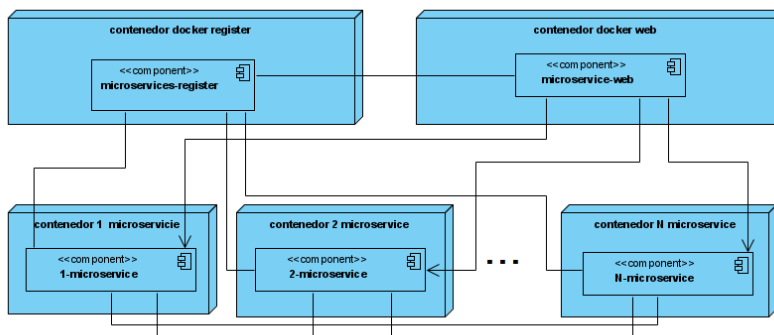 contenedor docker register
contenedor docker web
<<component>>
microservices-register
<<component>>
microservice-web
contenedor 1 microservicie
contenedor 2 microservice
contenedor N microservice
<<component>>
1-microservice
<<component>>
2-microservice
...
<<component>>
N-microservice